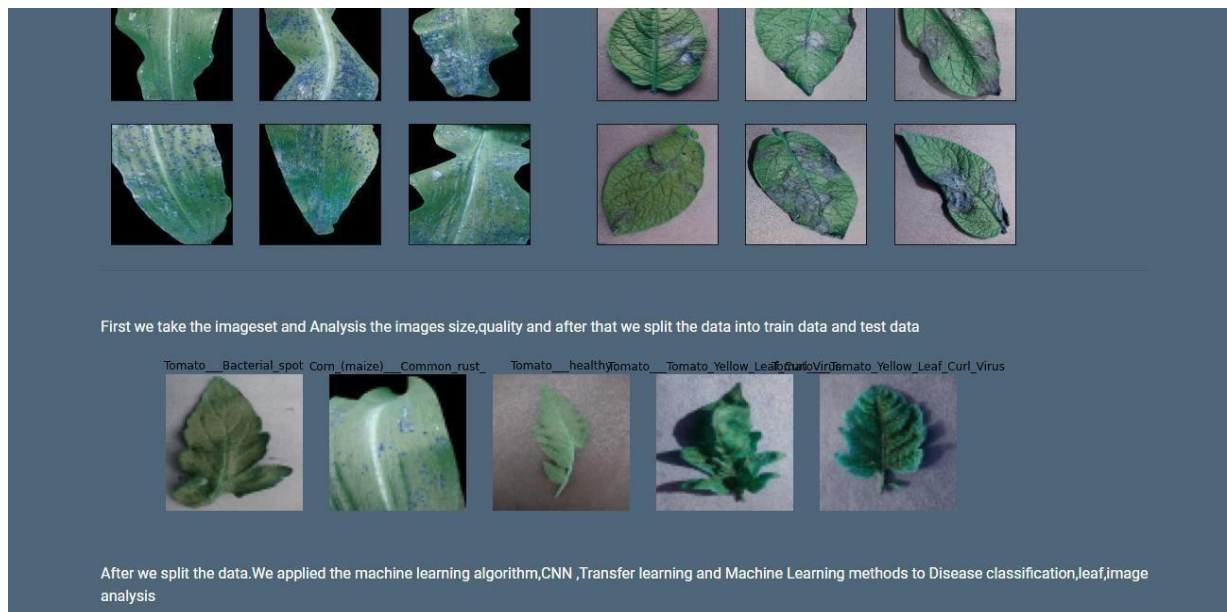 First we take the imageset and Analysis the images size,quality and after that we split the data into train data and test data
Tomato___Bacterial_spot Corn_(maize)___Common_rust_ Tomato___healthy Tomato___Tomato_Yellow_Leaf_Curl_Virus Tomato___Tomato_Yellow_Leaf_Curl_Virus
After we split the data.We applied the machine learning algorithm,CNN ,Transfer learning and Machine Learning methods to Disease classification,leaf,image
analysis